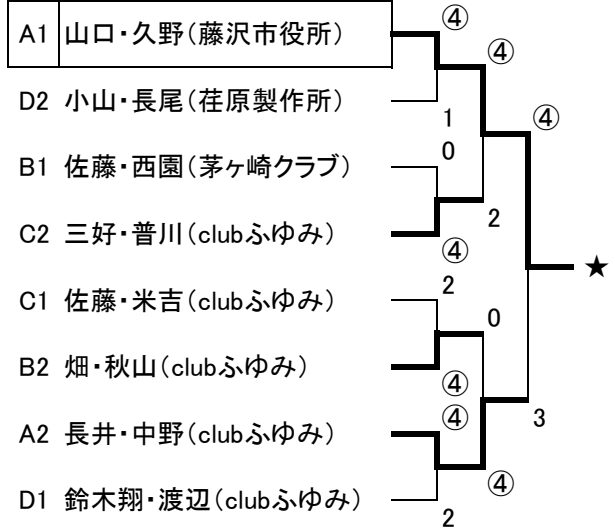 ④
A1 山口・久野（藤沢市役所）
④
D2 小山・長尾（荏原製作所）
1
④
0
B1 佐藤・西園（茅ヶ崎クラブ）
2
C2 三好・普川（clubふゆみ）
④
★
2
C1 佐藤・米吉（clubふゆみ）
0
B2 畑・秋山（clubふゆみ）
④
④
3
A2 長井・中野（clubふゆみ）
④
D1 鈴木翔・渡辺（clubふゆみ）
2